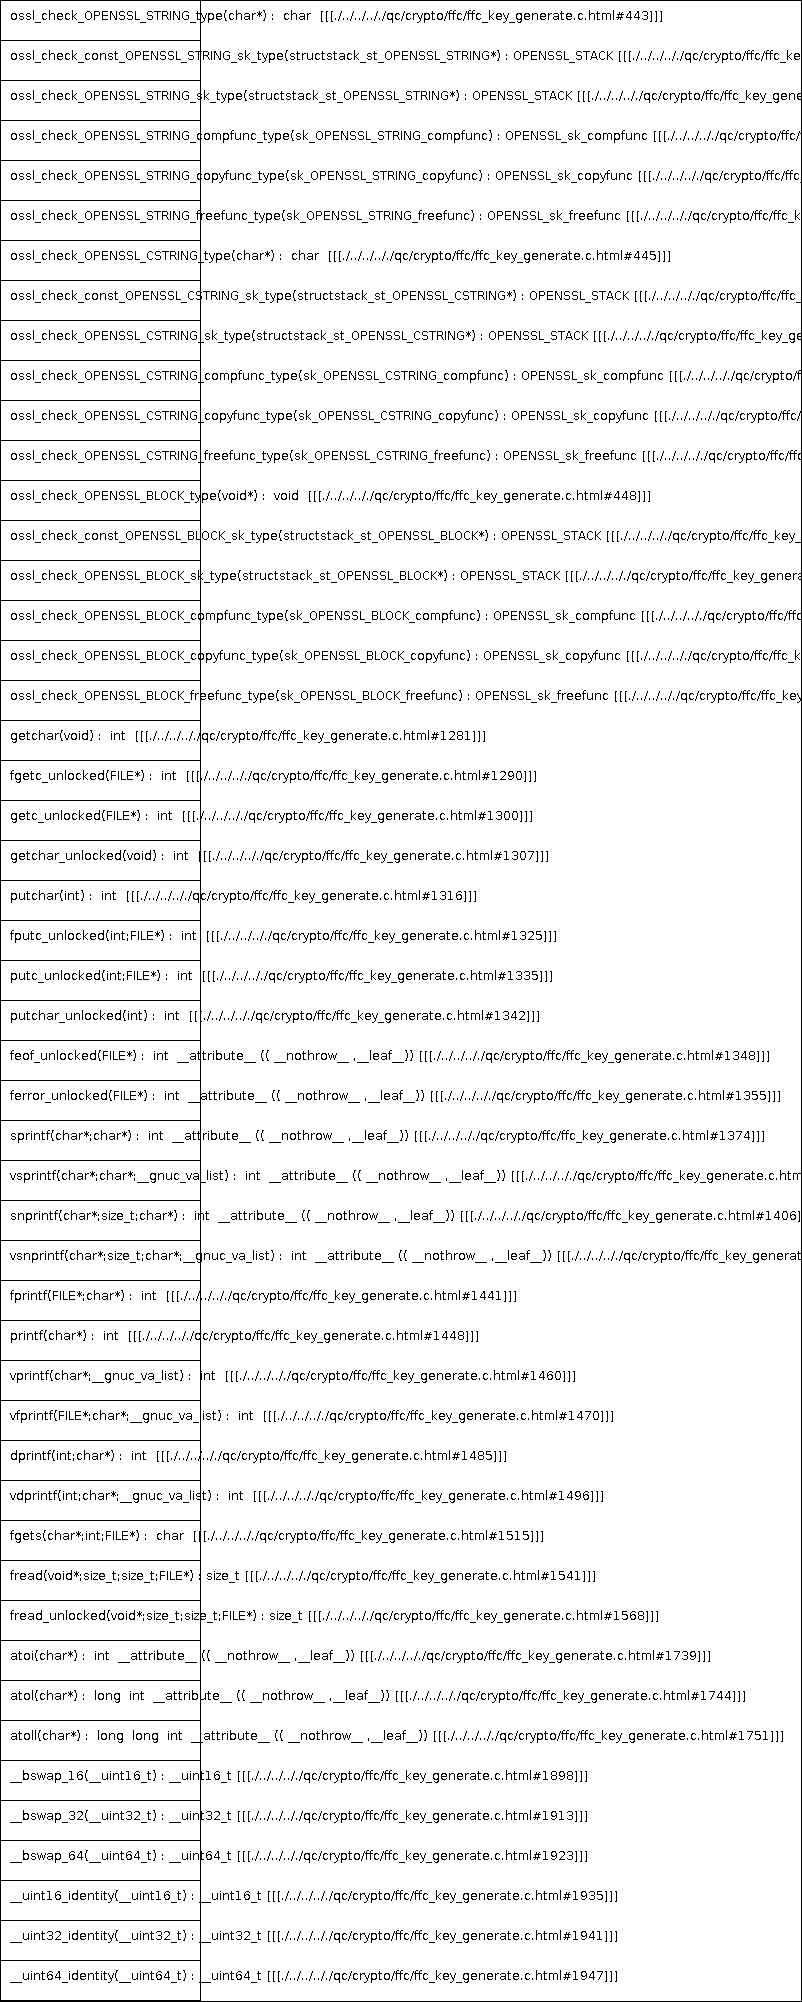 ossl_check_OPENSSL_STRING_type(char*) :  char  [[[./../../../qc/crypto/ffc/ffc_key_generate.c.html#443]]]
ossl_check_const_OPENSSL_STRING_sk_type(structstack_st_OPENSSL_STRING*) : OPENSSL_STACK [[[./../../../qc/crypto/ffc/ffc_ke
ossl_check_OPENSSL_STRING_sk_type(structstack_st_OPENSSL_STRING*) : OPENSSL_STACK [[[./../../../qc/crypto/ffc/ffc_key_gene
ossl_check_OPENSSL_STRING_compfunc_type(sk_OPENSSL_STRING_compfunc) : OPENSSL_sk_compfunc [[[./../../../qc/crypto/ffc/
ossl_check_OPENSSL_STRING_copyfunc_type(sk_OPENSSL_STRING_copyfunc) : OPENSSL_sk_copyfunc [[[./../../../qc/crypto/ffc/ffc_
ossl_check_OPENSSL_STRING_freefunc_type(sk_OPENSSL_STRING_freefunc) : OPENSSL_sk_freefunc [[[./../../../qc/crypto/ffc/ffc_k
ossl_check_OPENSSL_CSTRING_type(char*) :  char  [[[./../../../qc/crypto/ffc/ffc_key_generate.c.html#445]]]
ossl_check_const_OPENSSL_CSTRING_sk_type(structstack_st_OPENSSL_CSTRING*) : OPENSSL_STACK [[[./../../../qc/crypto/ffc/ffc_
ossl_check_OPENSSL_CSTRING_sk_type(structstack_st_OPENSSL_CSTRING*) : OPENSSL_STACK [[[./../../../qc/crypto/ffc/ffc_key_ge
ossl_check_OPENSSL_CSTRING_compfunc_type(sk_OPENSSL_CSTRING_compfunc) : OPENSSL_sk_compfunc [[[./../../../qc/crypto/f
ossl_check_OPENSSL_CSTRING_copyfunc_type(sk_OPENSSL_CSTRING_copyfunc) : OPENSSL_sk_copyfunc [[[./../../../qc/crypto/ffc/
ossl_check_OPENSSL_CSTRING_freefunc_type(sk_OPENSSL_CSTRING_freefunc) : OPENSSL_sk_freefunc [[[./../../../qc/crypto/ffc/ffc
ossl_check_OPENSSL_BLOCK_type(void*) :  void  [[[./../../../qc/crypto/ffc/ffc_key_generate.c.html#448]]]
ossl_check_const_OPENSSL_BLOCK_sk_type(structstack_st_OPENSSL_BLOCK*) : OPENSSL_STACK [[[./../../../qc/crypto/ffc/ffc_key_
ossl_check_OPENSSL_BLOCK_sk_type(structstack_st_OPENSSL_BLOCK*) : OPENSSL_STACK [[[./../../../qc/crypto/ffc/ffc_key_genera
ossl_check_OPENSSL_BLOCK_compfunc_type(sk_OPENSSL_BLOCK_compfunc) : OPENSSL_sk_compfunc [[[./../../../qc/crypto/ffc/ffc
ossl_check_OPENSSL_BLOCK_copyfunc_type(sk_OPENSSL_BLOCK_copyfunc) : OPENSSL_sk_copyfunc [[[./../../../qc/crypto/ffc/ffc_k
ossl_check_OPENSSL_BLOCK_freefunc_type(sk_OPENSSL_BLOCK_freefunc) : OPENSSL_sk_freefunc [[[./../../../qc/crypto/ffc/ffc_key
getchar(void) :  int  [[[./../../../qc/crypto/ffc/ffc_key_generate.c.html#1281]]]
fgetc_unlocked(FILE*) :  int  [[[./../../../qc/crypto/ffc/ffc_key_generate.c.html#1290]]]
getc_unlocked(FILE*) :  int  [[[./../../../qc/crypto/ffc/ffc_key_generate.c.html#1300]]]
getchar_unlocked(void) :  int  [[[./../../../qc/crypto/ffc/ffc_key_generate.c.html#1307]]]
putchar(int) :  int  [[[./../../../qc/crypto/ffc/ffc_key_generate.c.html#1316]]]
fputc_unlocked(int;FILE*) :  int  [[[./../../../qc/crypto/ffc/ffc_key_generate.c.html#1325]]]
putc_unlocked(int;FILE*) :  int  [[[./../../../qc/crypto/ffc/ffc_key_generate.c.html#1335]]]
putchar_unlocked(int) :  int  [[[./../../../qc/crypto/ffc/ffc_key_generate.c.html#1342]]]
feof_unlocked(FILE*) :  int  __attribute__ (( __nothrow__ ,__leaf__)) [[[./../../../qc/crypto/ffc/ffc_key_generate.c.html#1348]]]
ferror_unlocked(FILE*) :  int  __attribute__ (( __nothrow__ ,__leaf__)) [[[./../../../qc/crypto/ffc/ffc_key_generate.c.html#1355]]]
sprintf(char*;char*) :  int  __attribute__ (( __nothrow__ ,__leaf__)) [[[./../../../qc/crypto/ffc/ffc_key_generate.c.html#1374]]]
vsprintf(char*;char*;__gnuc_va_list) :  int  __attribute__ (( __nothrow__ ,__leaf__)) [[[./../../../qc/crypto/ffc/ffc_key_generate.c.htm
snprintf(char*;size_t;char*) :  int  __attribute__ (( __nothrow__ ,__leaf__)) [[[./../../../qc/crypto/ffc/ffc_key_generate.c.html#1406]
vsnprintf(char*;size_t;char*;__gnuc_va_list) :  int  __attribute__ (( __nothrow__ ,__leaf__)) [[[./../../../qc/crypto/ffc/ffc_key_generat
fprintf(FILE*;char*) :  int  [[[./../../../qc/crypto/ffc/ffc_key_generate.c.html#1441]]]
printf(char*) :  int  [[[./../../../qc/crypto/ffc/ffc_key_generate.c.html#1448]]]
vprintf(char*;__gnuc_va_list) :  int  [[[./../../../qc/crypto/ffc/ffc_key_generate.c.html#1460]]]
vfprintf(FILE*;char*;__gnuc_va_list) :  int  [[[./../../../qc/crypto/ffc/ffc_key_generate.c.html#1470]]]
dprintf(int;char*) :  int  [[[./../../../qc/crypto/ffc/ffc_key_generate.c.html#1485]]]
vdprintf(int;char*;__gnuc_va_list) :  int  [[[./../../../qc/crypto/ffc/ffc_key_generate.c.html#1496]]]
fgets(char*;int;FILE*) :  char  [[[./../../../qc/crypto/ffc/ffc_key_generate.c.html#1515]]]
fread(void*;size_t;size_t;FILE*) : size_t [[[./../../../qc/crypto/ffc/ffc_key_generate.c.html#1541]]]
fread_unlocked(void*;size_t;size_t;FILE*) : size_t [[[./../../../qc/crypto/ffc/ffc_key_generate.c.html#1568]]]
atoi(char*) :  int  __attribute__ (( __nothrow__ ,__leaf__)) [[[./../../../qc/crypto/ffc/ffc_key_generate.c.html#1739]]]
atol(char*) :  long  int  __attribute__ (( __nothrow__ ,__leaf__)) [[[./../../../qc/crypto/ffc/ffc_key_generate.c.html#1744]]]
atoll(char*) :  long  long  int  __attribute__ (( __nothrow__ ,__leaf__)) [[[./../../../qc/crypto/ffc/ffc_key_generate.c.html#1751]]]
__bswap_16(__uint16_t) : __uint16_t [[[./../../../qc/crypto/ffc/ffc_key_generate.c.html#1898]]]
__bswap_32(__uint32_t) : __uint32_t [[[./../../../qc/crypto/ffc/ffc_key_generate.c.html#1913]]]
__bswap_64(__uint64_t) : __uint64_t [[[./../../../qc/crypto/ffc/ffc_key_generate.c.html#1923]]]
__uint16_identity(__uint16_t) : __uint16_t [[[./../../../qc/crypto/ffc/ffc_key_generate.c.html#1935]]]
__uint32_identity(__uint32_t) : __uint32_t [[[./../../../qc/crypto/ffc/ffc_key_generate.c.html#1941]]]
__uint64_identity(__uint64_t) : __uint64_t [[[./../../../qc/crypto/ffc/ffc_key_generate.c.html#1947]]]